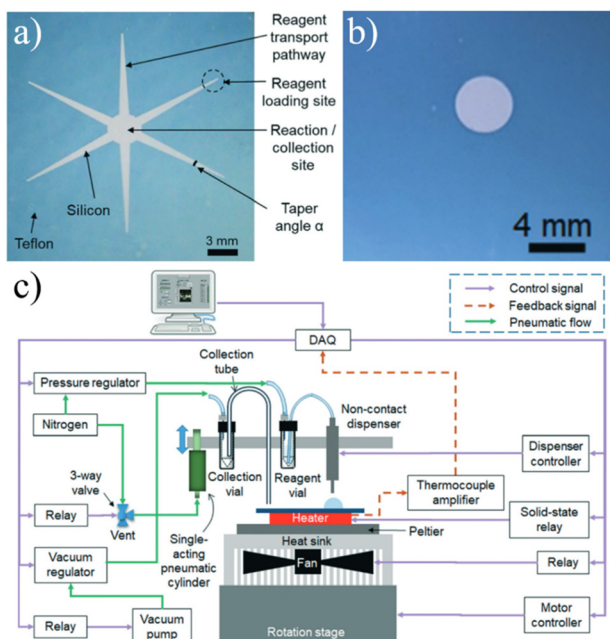 a)
Reagent
transport
pathway
Reagent
loading site
Reaction /
collection
site
Silicon
Teflon
Taper
angle α
3 mm
b)
4 mm
c)
Control signal
Feedback signal
Pneumatic flow
DAQ
Collection
tube
Pressure regulator
Nitrogen
Non-contact
dispenser
3-way
valve
Collection
vial
Reagent
vial
Dispenser
controller
Thermocouple
amplifier
Relay
Vent
Heater
Peltier
Solid-state
relay
Single-
acting
pneumatic
cylinder
Heat sink
Vacuum
regulator
Fan
Relay
Relay
Vacuum
pump
Rotation stage
Motor
controller